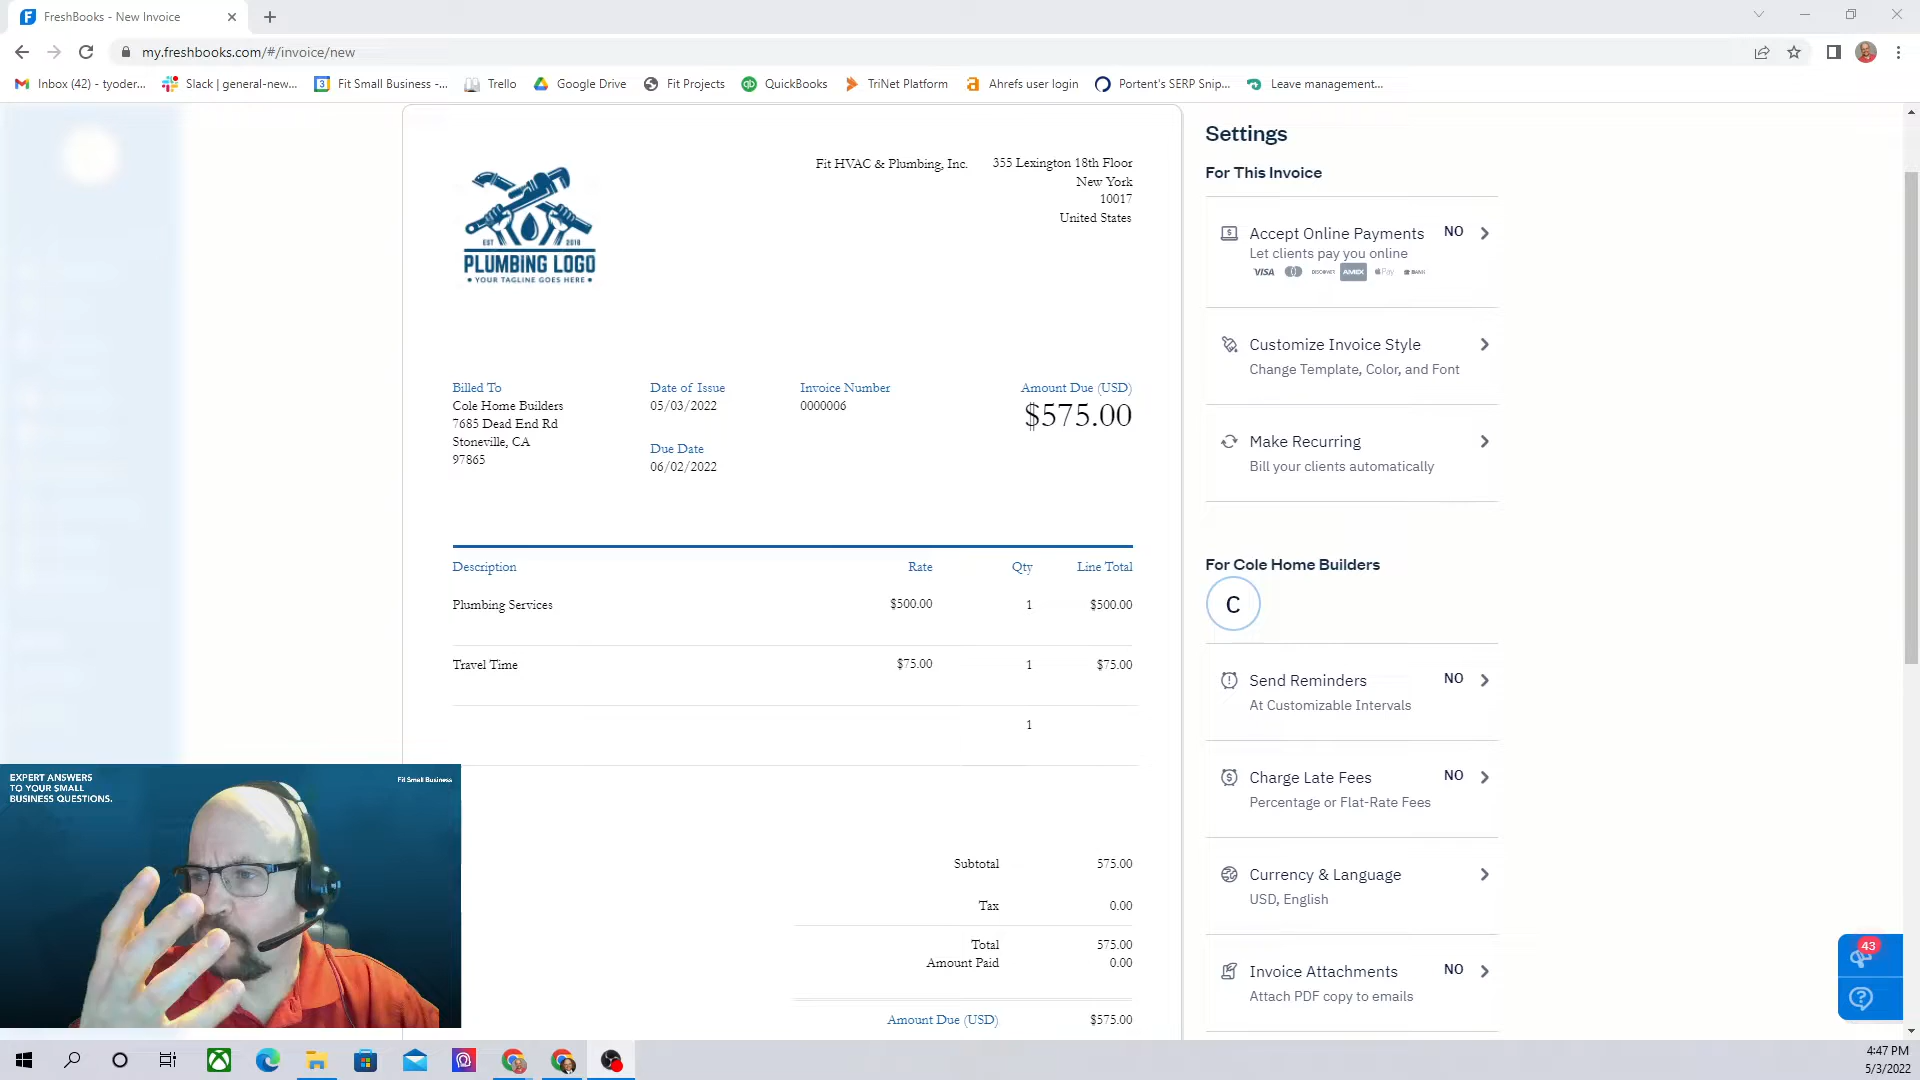 FreshBooks - New Invoice
my.freshbooks.com/#/invoice/new
Inbox (42) - tyoder...
Slack | general-new...
3
Fit Small Business -...
Trello
Google Drive
Fit Projects
qb
QuickBooks
TriNet Platform
a
Ahrefs user login
Portent's SERP Snip...
Leave management...
EST 2019
PLUMBING LOGO
• YOUR TAGLINE GOES HERE •
Fit HVAC & Plumbing, Inc.
355 Lexington 18th Floor
New York
10017
United States
Billed To
Cole Home Builders
7685 Dead End Rd
Stoneville, CA
97865
Date of Issue
05/03/2022
Due Date
06/02/2022
Invoice Number
0000006
Amount Due (USD)
$575.00
Description Rate Qty Line Total
Plumbing Services $500.00 1 $500.00
Travel Time $75.00 1 $75.00
1
Subtotal 575.00
Tax 0.00
Total 575.00
Amount Paid 0.00
Amount Due (USD) $575.00
Settings
For This Invoice
Accept Online Payments NO
Let clients pay you online
VISA DISCOVER AMEX Pay BANK
Customize Invoice Style
Change Template, Color, and Font
Make Recurring
Bill your clients automatically
For Cole Home Builders
C
Send Reminders NO
At Customizable Intervals
Charge Late Fees NO
Percentage or Flat-Rate Fees
Currency & Language
USD, English
Invoice Attachments NO
Attach PDF copy to emails
43
EXPERT ANSWERS
TO YOUR SMALL
BUSINESS QUESTIONS.
Fit Small Business
4:47 PM
5/3/2022